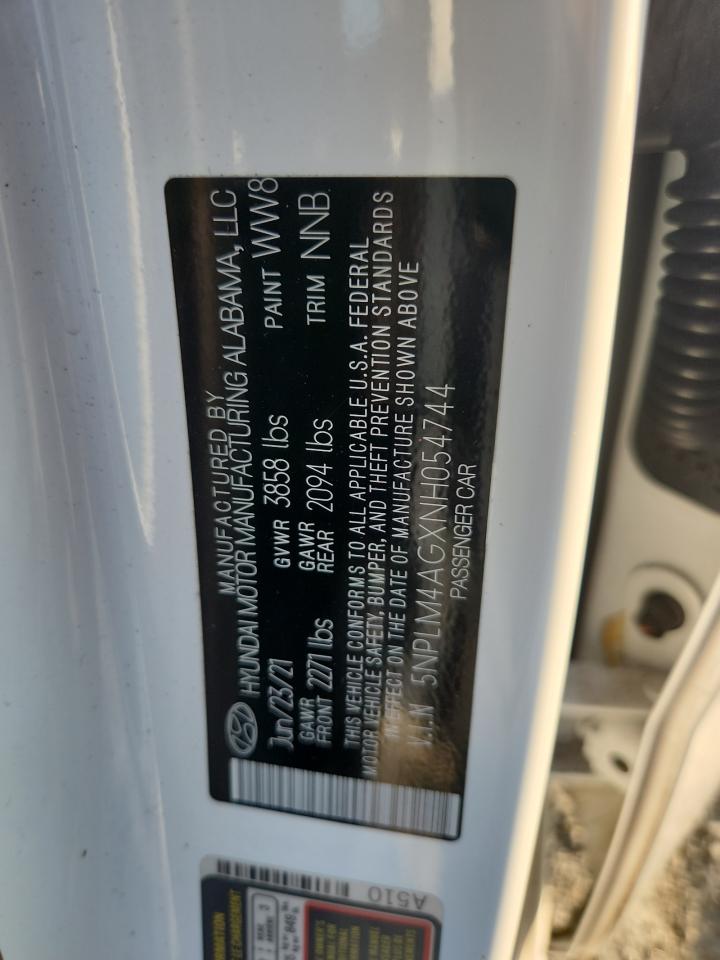 MANUFACTURED BY
HYUNDAI MOTOR MANUFACTURING ALABAMA, LLC
Jun/23/21 GVWR 3858 lbs PAINT WW8
GAWR FRONT 2271 lbs GAWR REAR 2094 lbs TRIM NNB
THIS VEHICLE CONFORMS TO ALL APPLICABLE U.S.A. FEDERAL
MOTOR VEHICLE SAFETY, BUMPER, AND THEFT PREVENTION STANDARDS
IN EFFECT ON THE DATE OF MANUFACTURE SHOWN ABOVE
V.I.N 5NPLM4AGXNH054744
PASSENGER CAR
A510